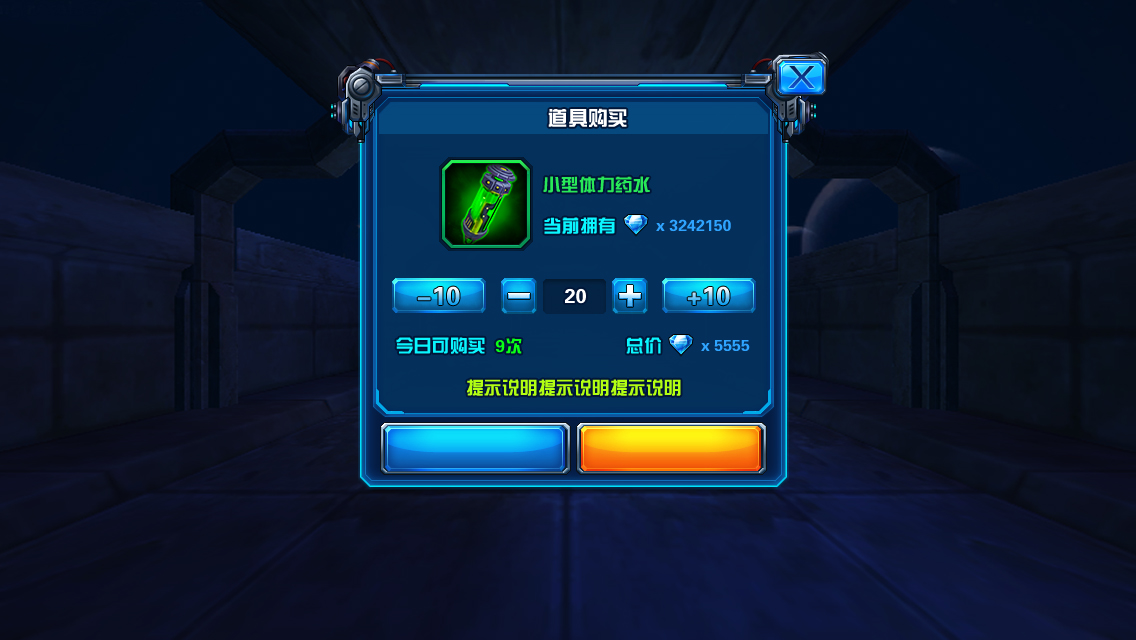 道具购买
小型体力药水
当前拥有 x 3242150
-10 20 +10
今日可购买 9次 总价 x 5555
提示说明提示说明提示说明